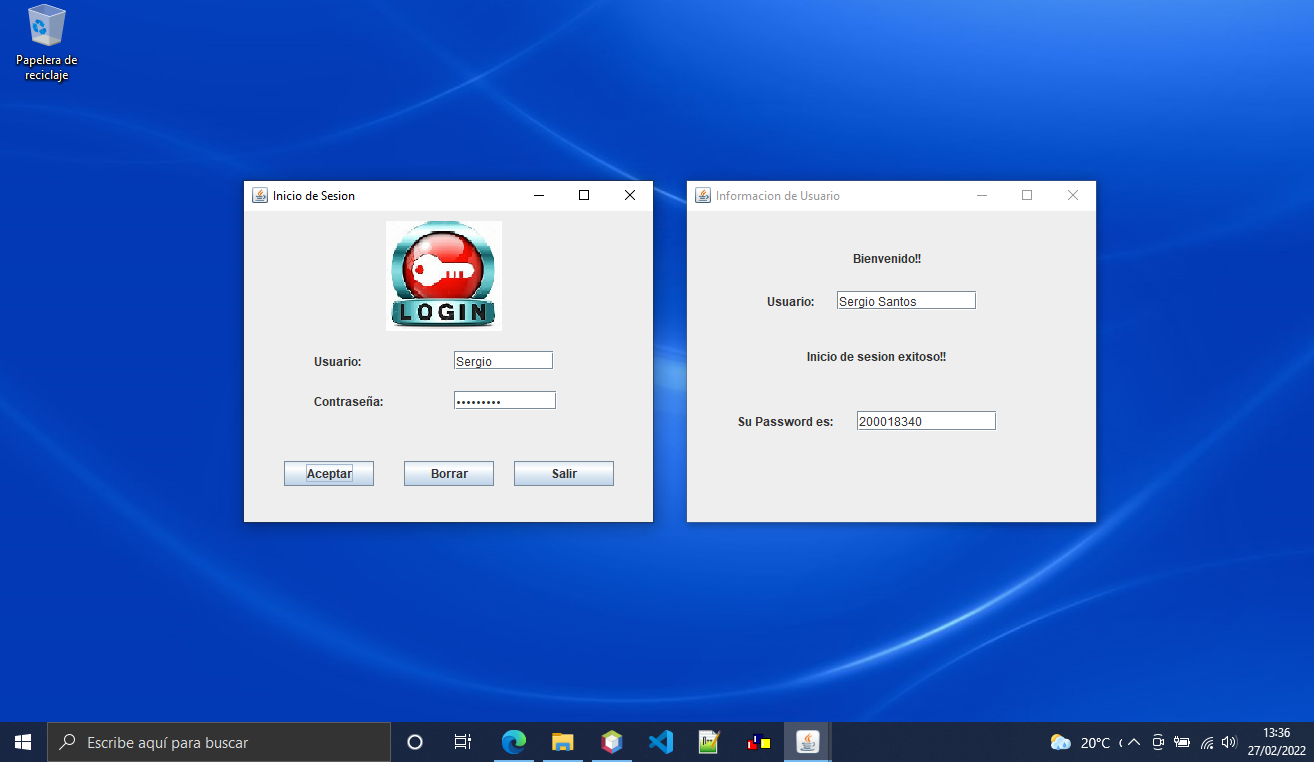 Papelera de
reciclaje
Inicio de Sesion
LOGIN
Usuario:
Sergio
Contraseña:
•••••••••
Aceptar
Borrar
Salir
Informacion de Usuario
Bienvenido!!
Usuario:
Sergio Santos
Inicio de sesion exitoso!!
Su Password es:
200018340
Escribe aquí para buscar
20°C
13:36
27/02/2022